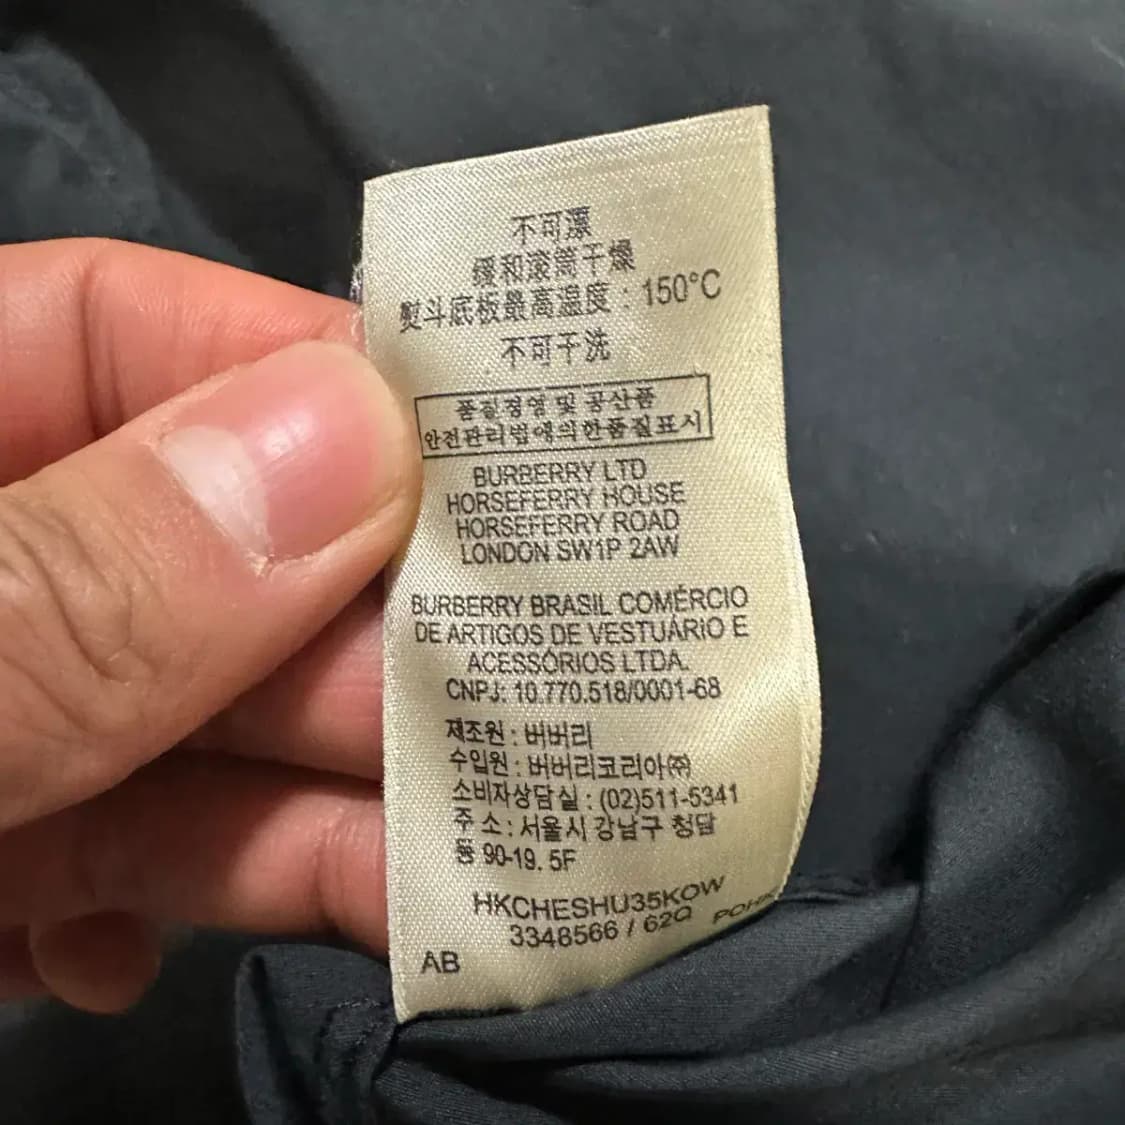 不可漂
缓和滚筒干燥
熨斗底板最高温度：150°C
不可干洗
품질경영 및 공산품
안전관리법에의한품질표시
BURBERRY LTD
HORSEFERRY HOUSE
HORSEFERRY ROAD
LONDON SW1P 2AW
BURBERRY BRASIL COMÉRCIO
DE ARTIGOS DE VESTUÁRIO E
ACESSÓRIOS LTDA.
CNPJ: 10.770.518/0001-68
제조원 : 버버리
수입원 : 버버리코리아㈜
소비자상담실 : (02)511-5341
주 소 : 서울시 강남구 청담
동 90-19. 5F
HKCHESHU35KOW
3348566 / 62Q
AB